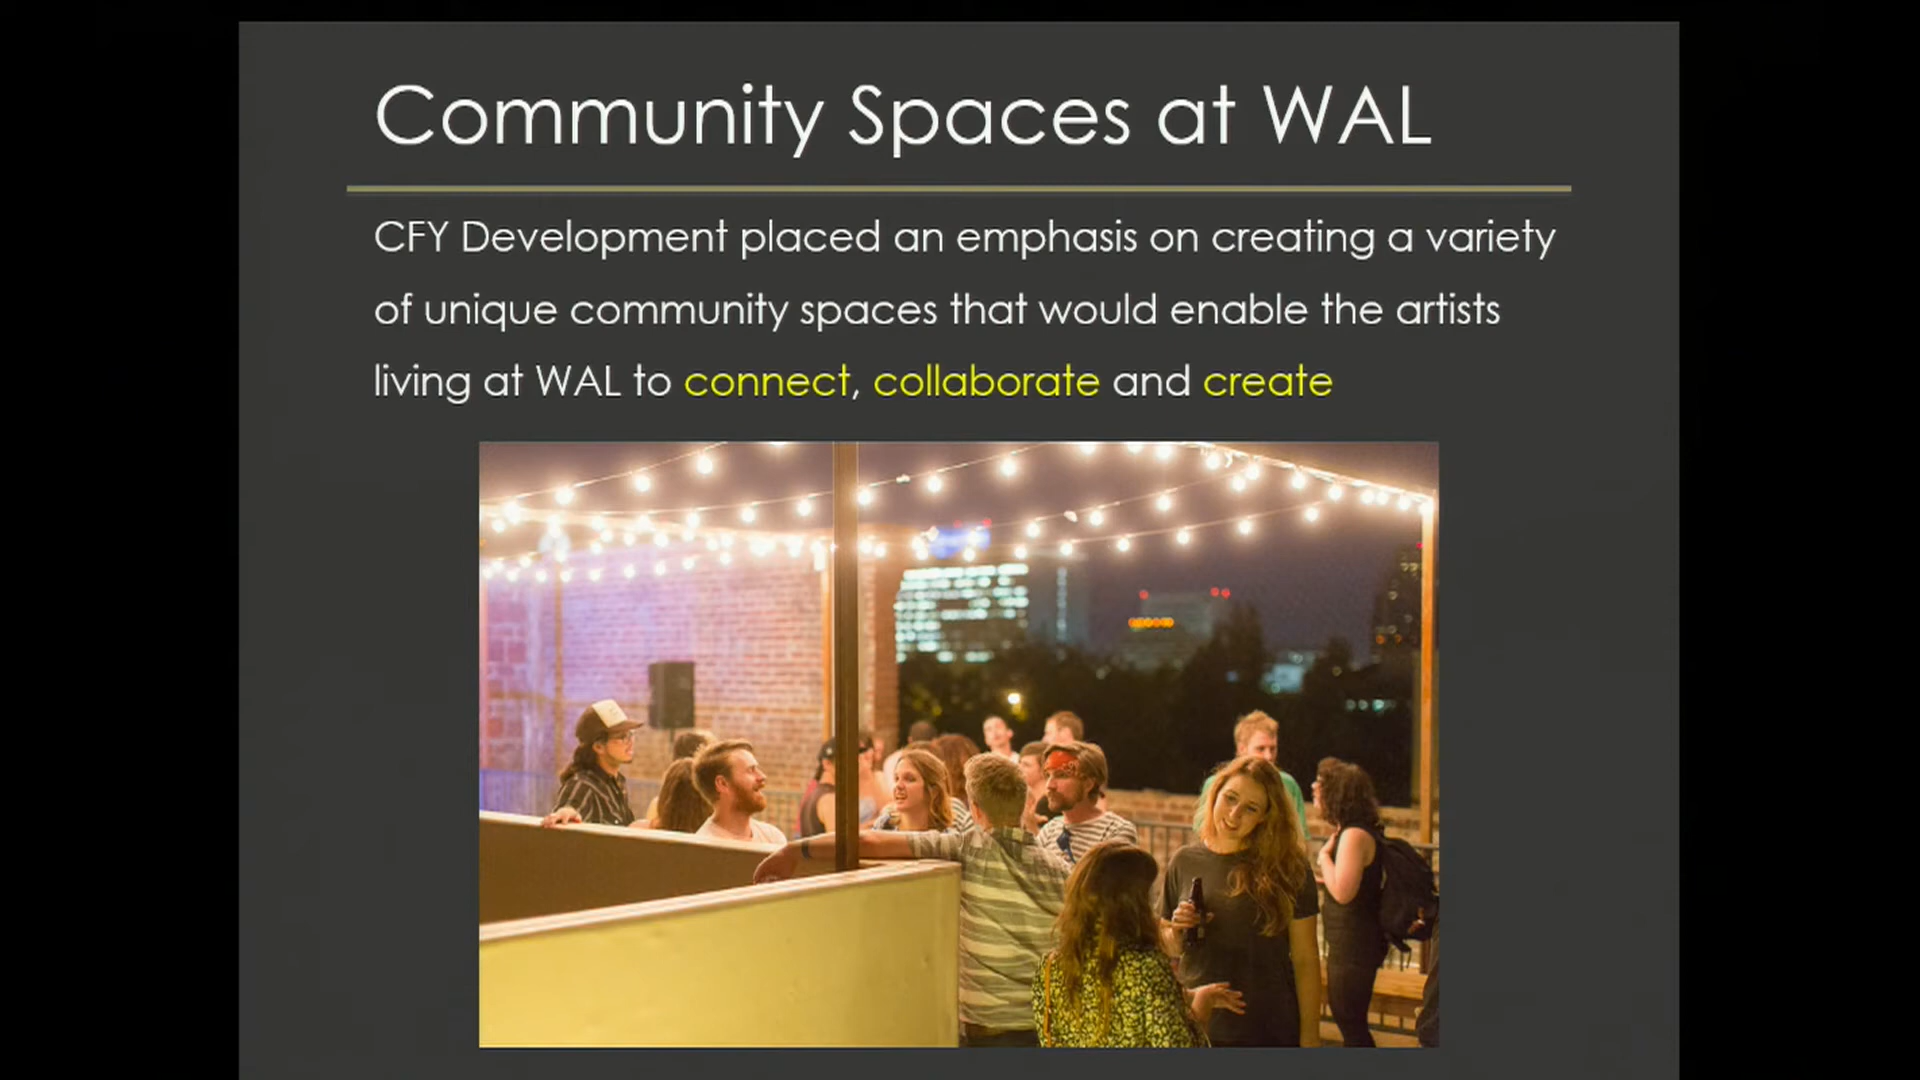 Community Spaces at WAL
CFY Development placed an emphasis on creating a variety
of unique community spaces that would enable the artists
living at WAL to connect, collaborate and create